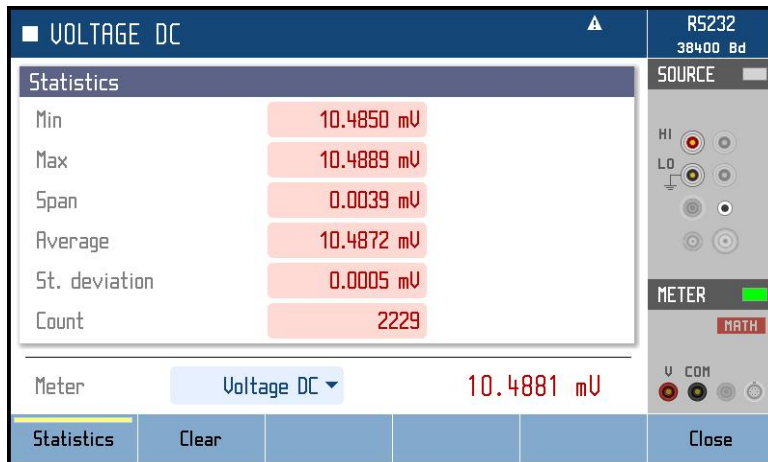 VOLTAGE DC
RS232
38400 Bd
Statistics
Min 10.4850 mV
Max 10.4889 mV
Span 0.0039 mV
Average 10.4872 mV
St. deviation 0.0005 mV
Count 2229
Meter Voltage DC 10.4881 mV
Statistics Clear Close
SOURCE
HI
LO
METER
MATH
V COM